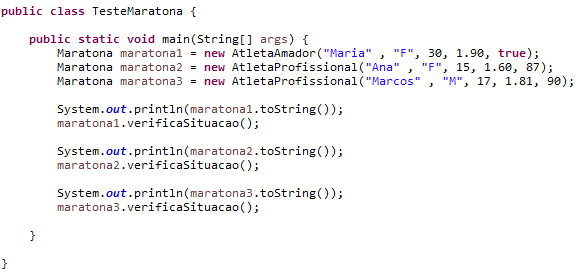 public class TesteMaratona {
public static void main(String[] args) {
Maratona maratona1 = new AtletaAmador("Maria" , "F", 30, 1.90, true);
Maratona maratona2 = new AtletaProfissional("Ana" , "F", 15, 1.60, 87);
Maratona maratona3 = new AtletaProfissional("Marcos" , "M", 17, 1.81, 90);
System.out.println(maratona1.toString());
maratona1.verificaSituacao();
System.out.println(maratona2.toString());
maratona2.verificaSituacao();
System.out.println(maratona3.toString());
maratona3.verificaSituacao();
}
}